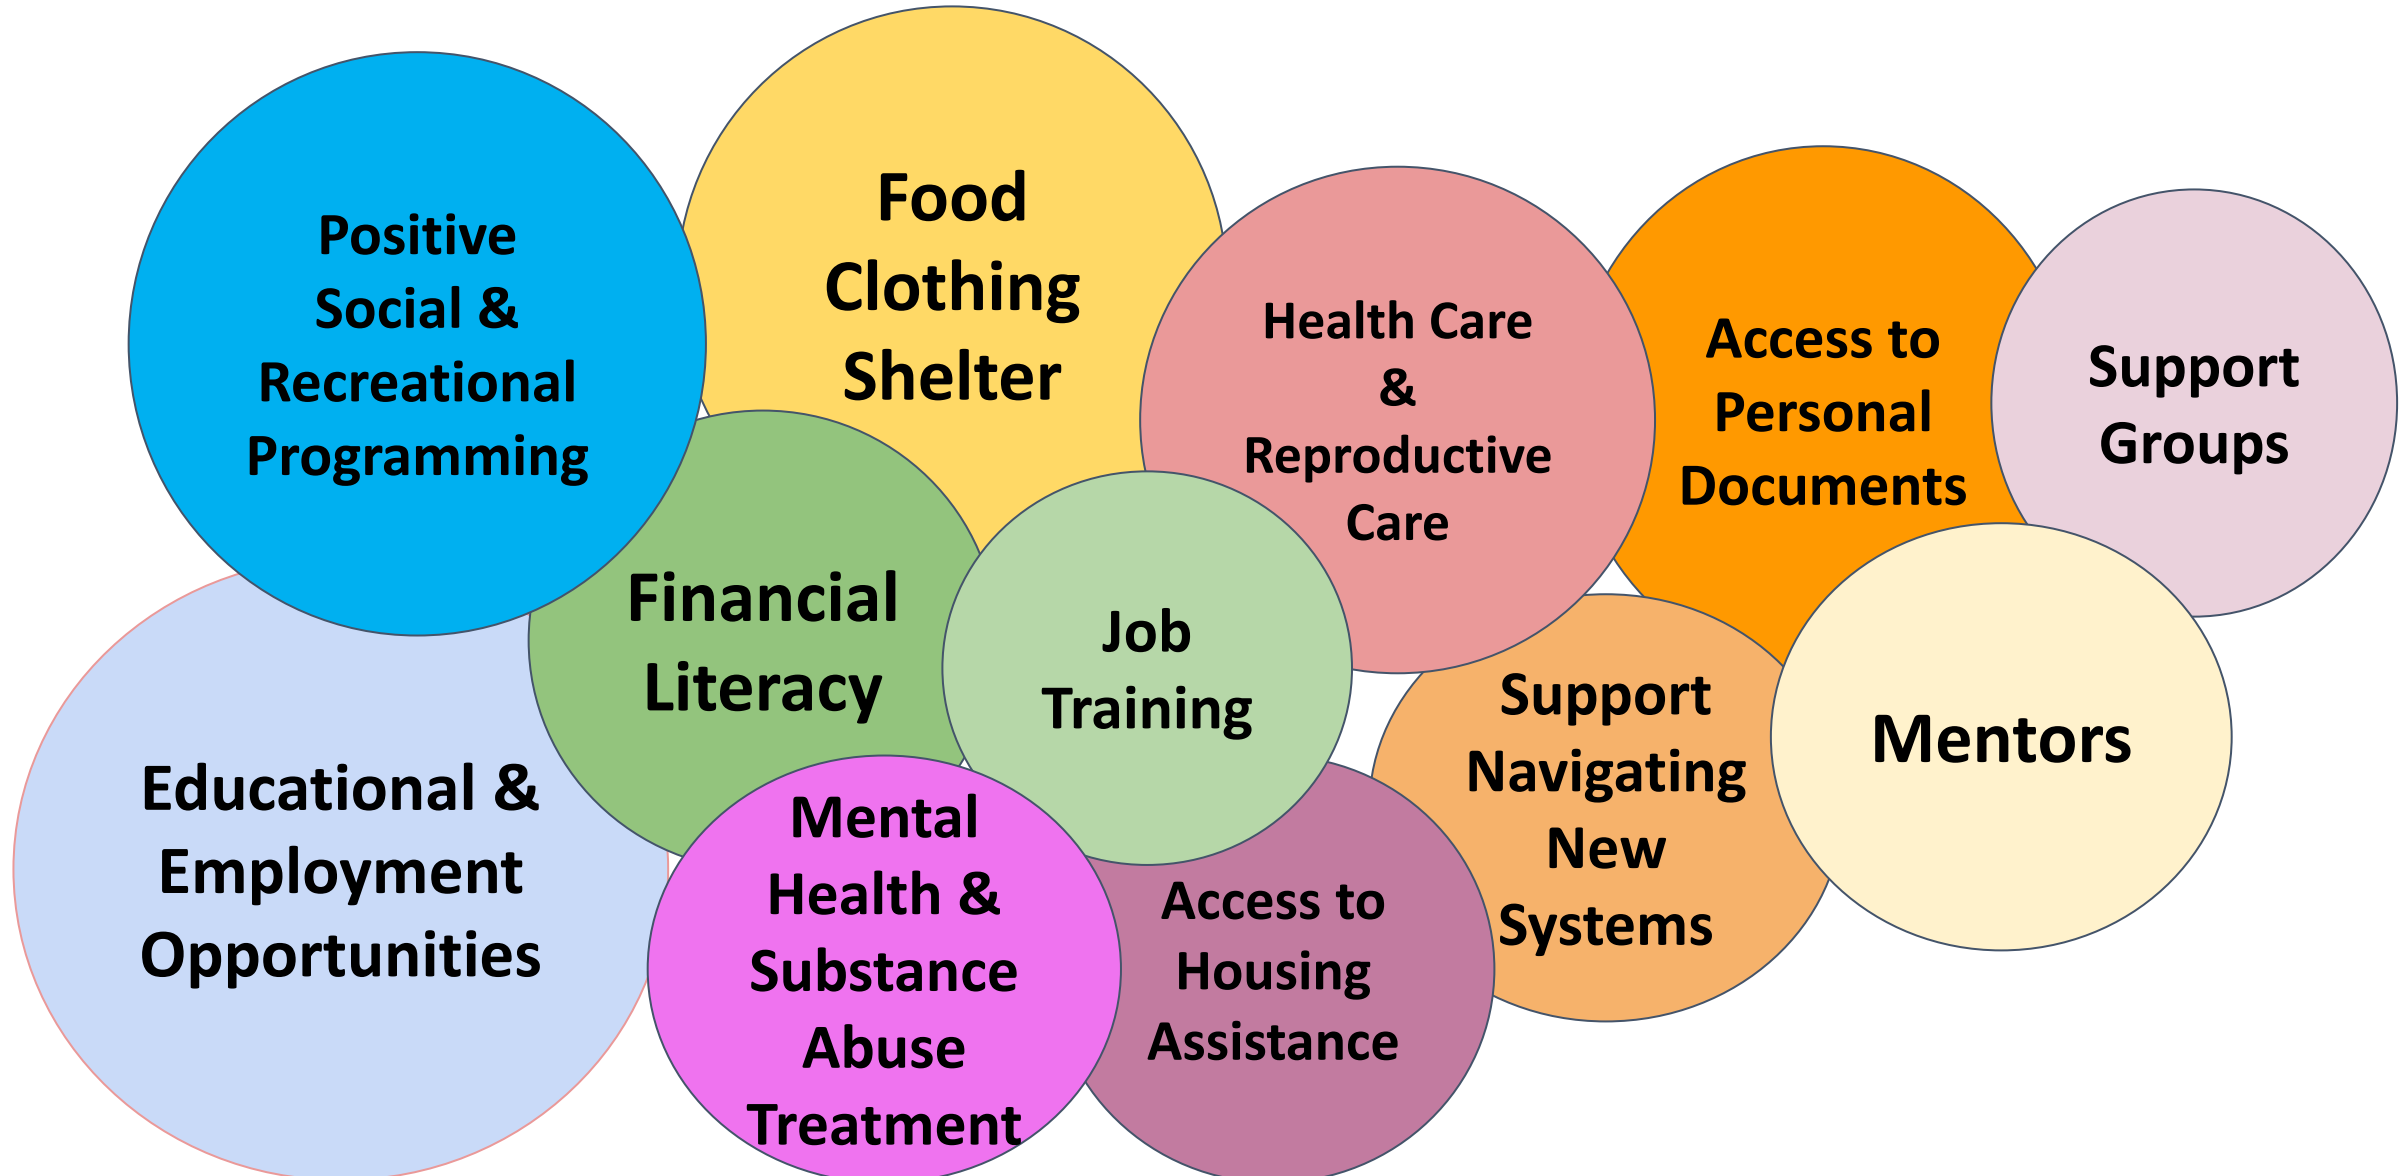 Positive
Social &
Recreational
Programming
Food
Clothing
Shelter
Health Care
&
Reproductive
Care
Access to
Personal
Documents
Support
Groups
Educational &
Employment
Opportunities
Financial
Literacy
Job
Training
Mental
Health &
Substance
Abuse
Treatment
Access to
Housing
Assistance
Support
Navigating
New
Systems
Mentors